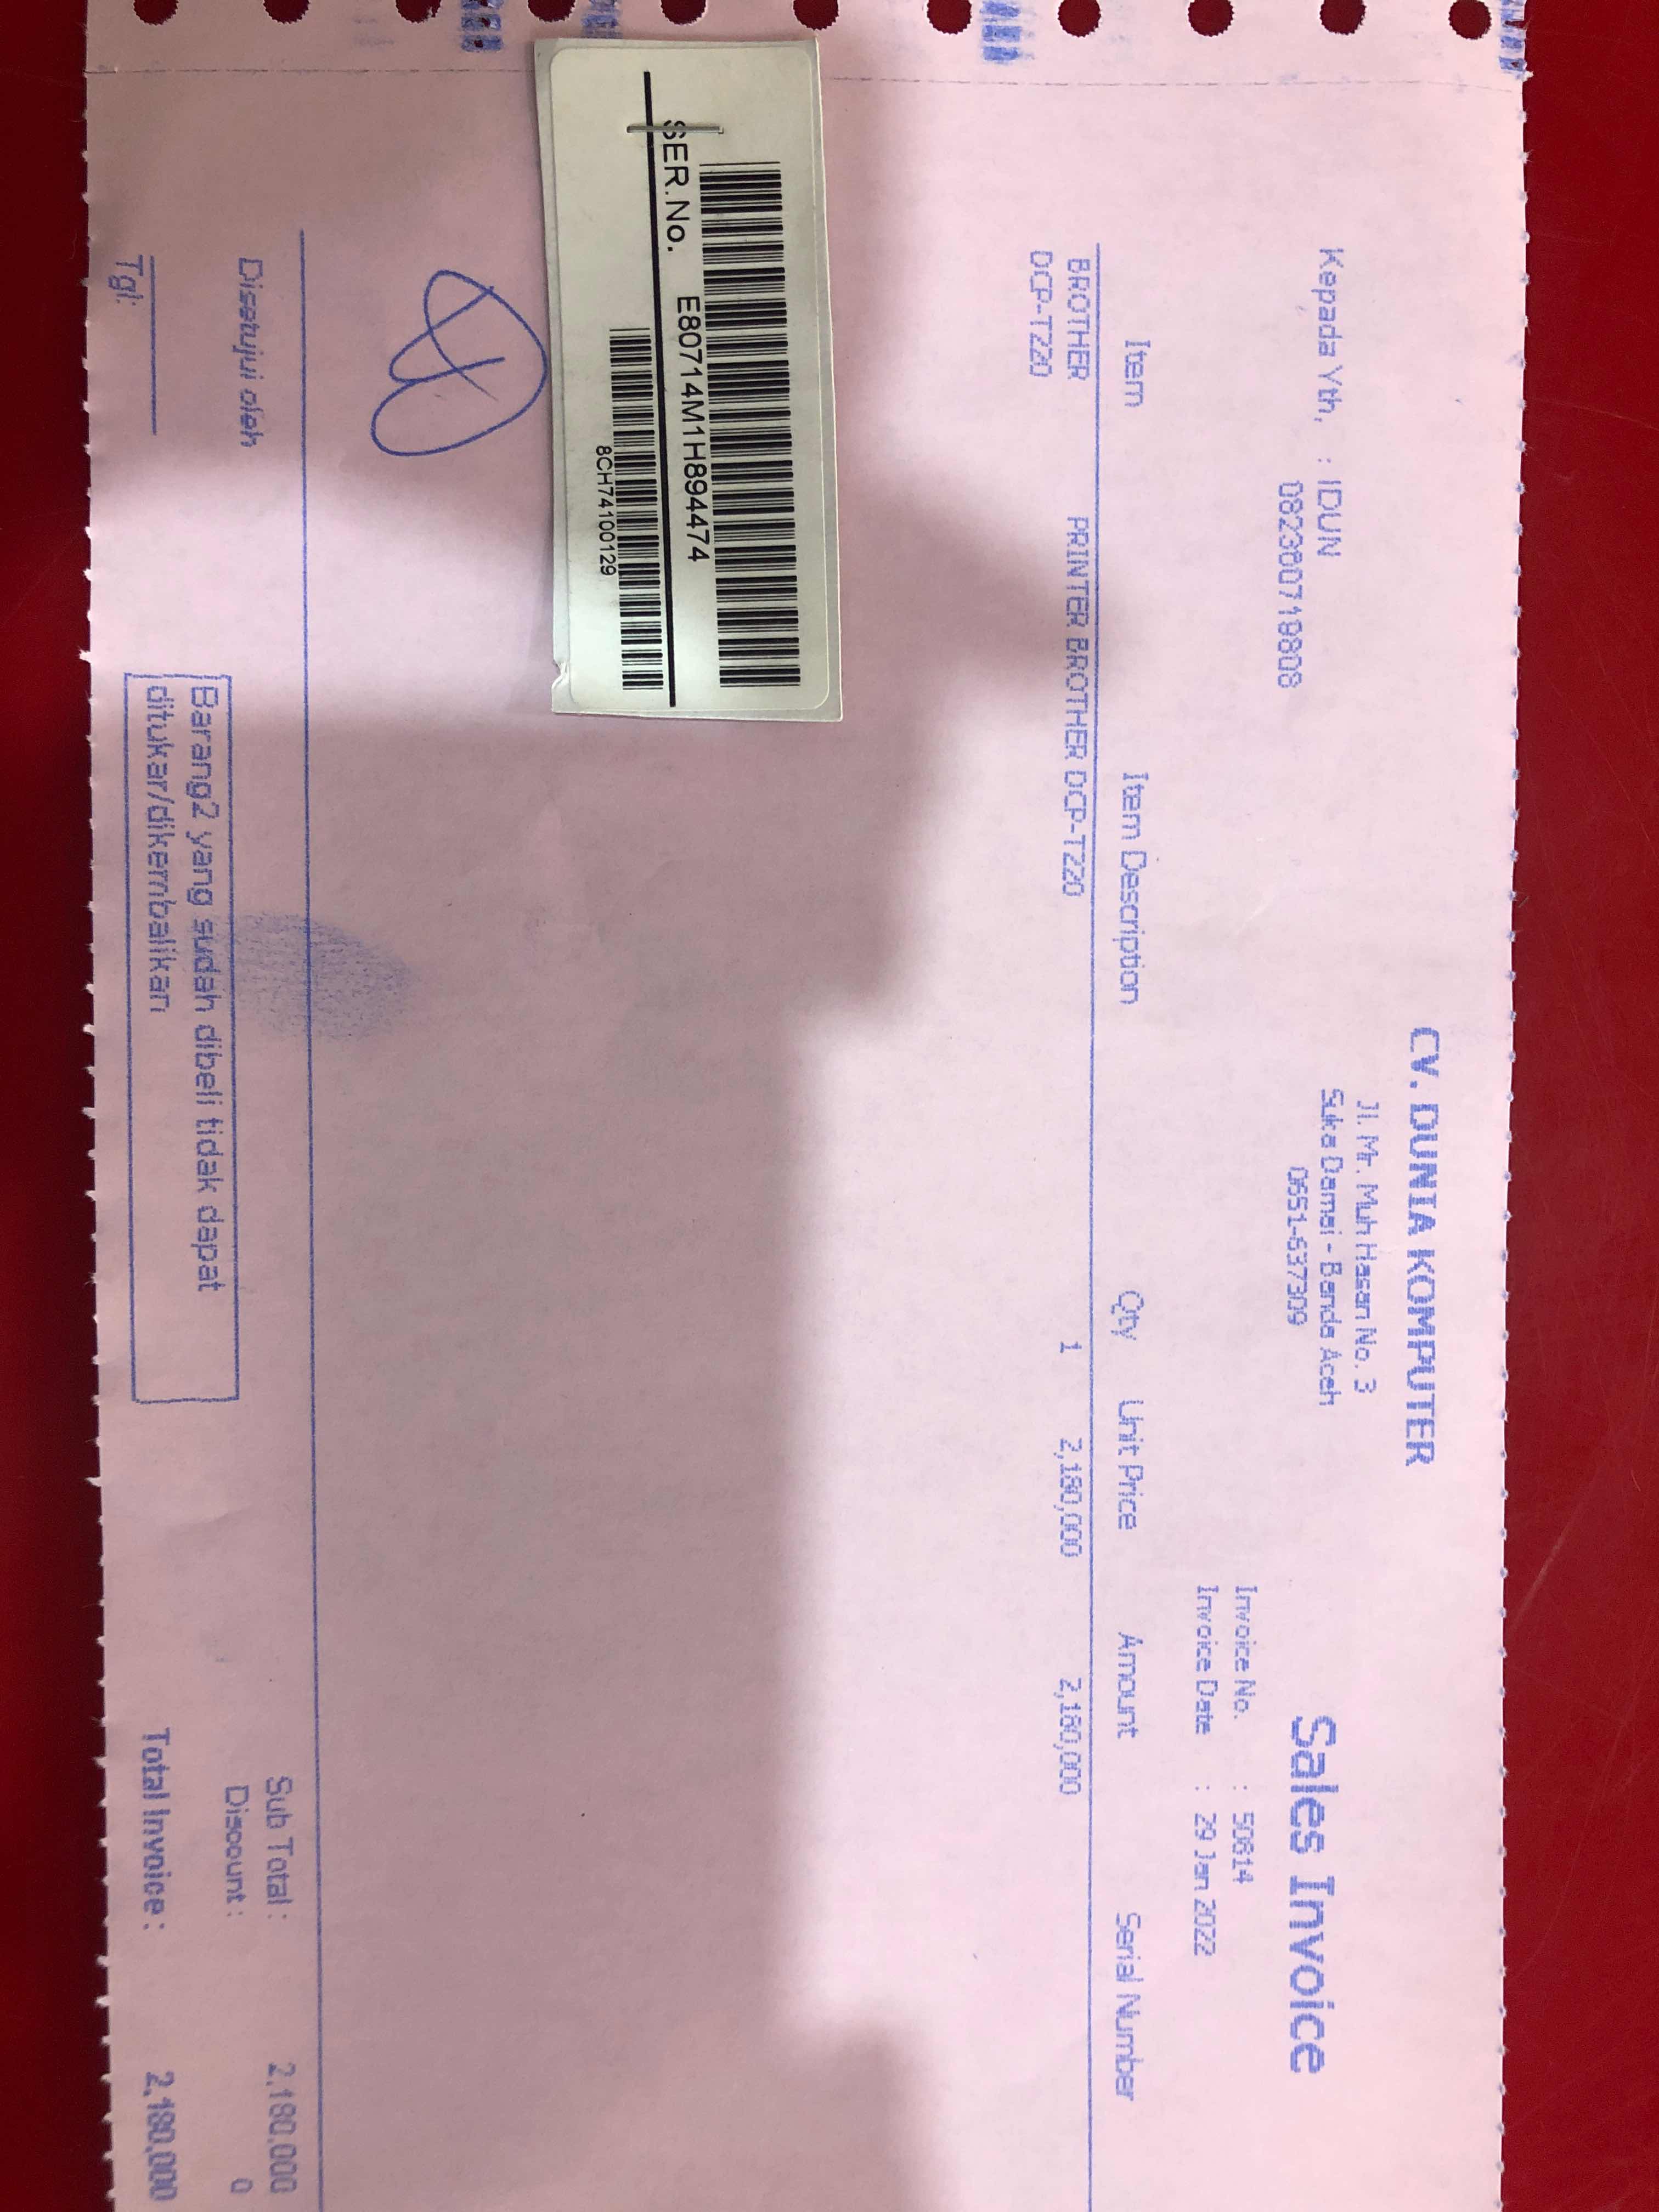 CV. DUNIA KOMPUTER
Jl. Mr. Muh Hasan No. 3
Suka Damai - Banda Aceh
0651-637309
Sales Invoice
Kepada Yth, : IDUN
Invoice No. : 50614
Invoice Date : 29 Jan 2022
Item Item Description Qty Unit Price Amount Serial Number
BROTHER PRINTER BROTHER DCP-T220 1 2,180,000 2,180,000
DCP-T220
SER.No. E80714M1H894474
8CH74100129
Disetujui oleh
Tgl:
Barang2 yang sudah dibeli tidak dapat
ditukar/dikembalikan
Sub Total : 2,180,000
Discount : 0
Total Invoice : 2,180,000